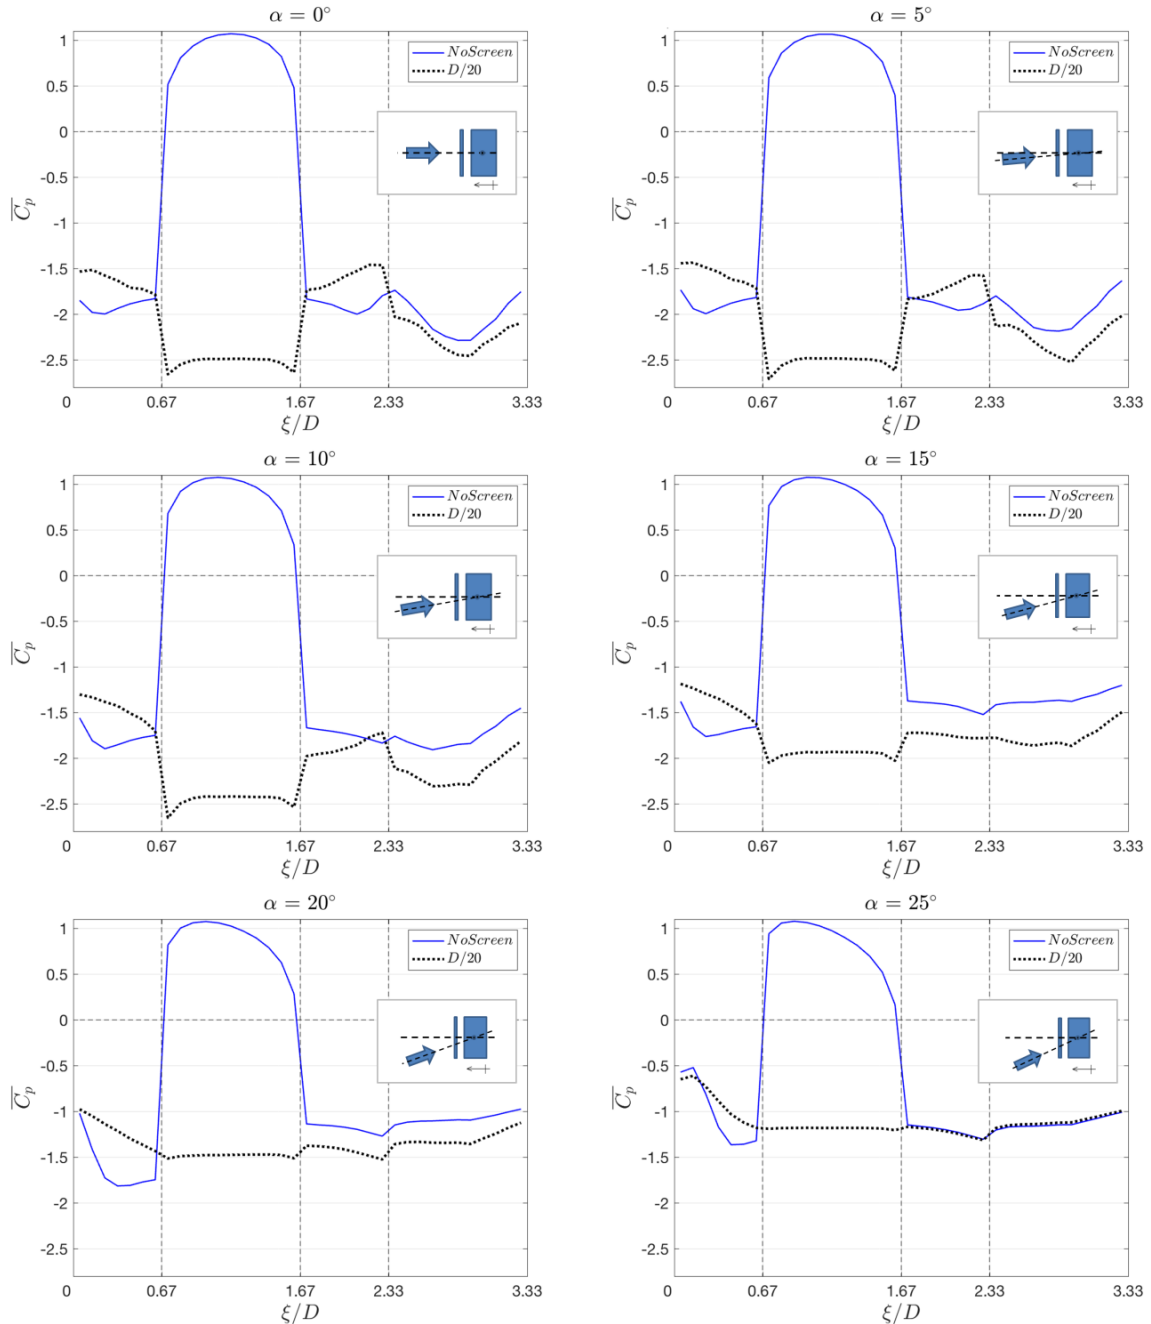 α = 0°
1
0.5
0
-0.5
-1
-1.5
-2
-2.5
C̅p
NoScreen
D/20
0 0.67 1.67 2.33 3.33
ξ/D
α = 5°
1
0.5
0
-0.5
-1
-1.5
-2
-2.5
C̅p
NoScreen
D/20
0 0.67 1.67 2.33 3.33
ξ/D
α = 10°
1
0.5
0
-0.5
-1
-1.5
-2
-2.5
C̅p
NoScreen
D/20
0 0.67 1.67 2.33 3.33
ξ/D
α = 15°
1
0.5
0
-0.5
-1
-1.5
-2
-2.5
C̅p
NoScreen
D/20
0 0.67 1.67 2.33 3.33
ξ/D
α = 20°
1
0.5
0
-0.5
-1
-1.5
-2
-2.5
C̅p
NoScreen
D/20
0 0.67 1.67 2.33 3.33
ξ/D
α = 25°
1
0.5
0
-0.5
-1
-1.5
-2
-2.5
C̅p
NoScreen
D/20
0 0.67 1.67 2.33 3.33
ξ/D